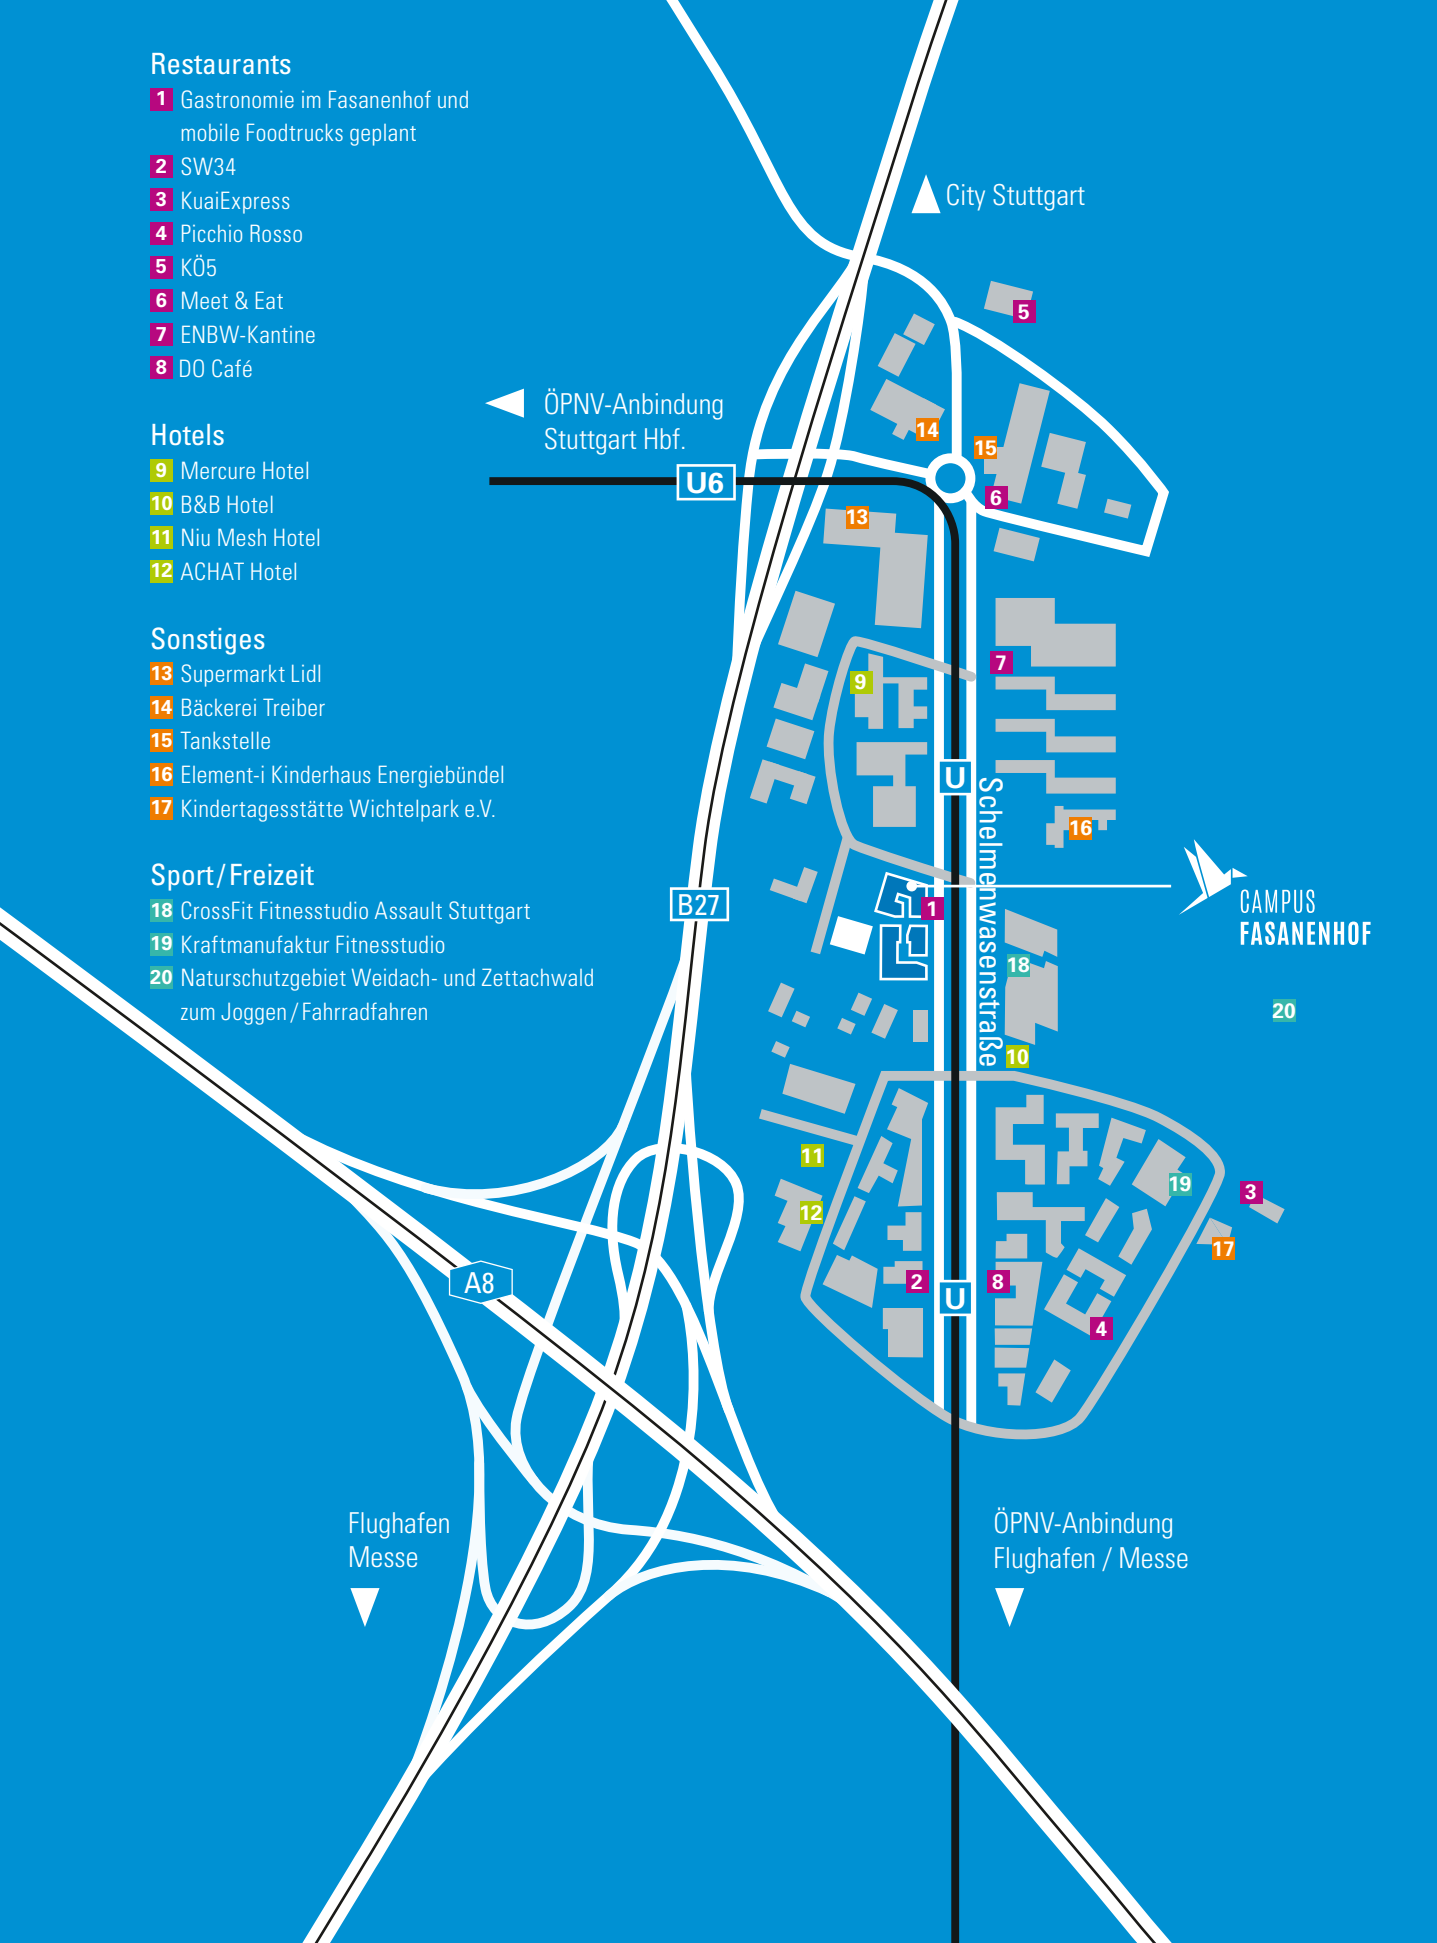 Restaurants
1 Gastronomie im Fasanenhof und
mobile Foodtrucks geplant
2 SW34
3 KuaiExpress
4 Picchio Rosso
5 KÖ5
6 Meet & Eat
7 ENBW-Kantine
8 DO Café
Hotels
9 Mercure Hotel
10 B&B Hotel
11 Niu Mesh Hotel
12 ACHAT Hotel
Sonstiges
13 Supermarkt Lidl
14 Bäckerei Treiber
15 Tankstelle
16 Element-i Kinderhaus Energiebündel
17 Kindertagesstätte Wichtelpark e.V.
Sport/Freizeit
18 CrossFit Fitnesstudio Assault Stuttgart
19 Kraftmanufaktur Fitnesstudio
20 Naturschutzgebiet Weidach- und Zettachwald
zum Joggen/Fahrradfahren
City Stuttgart
5
ÖPNV-Anbindung
Stuttgart Hbf.
14
15
U6
6
13
7
9
U
16
Schelmenwasenstraße
CAMPUS
FASANENHOF
B27
1
18
20
10
11
19
3
12
17
A8
2
8
U
4
Flughafen
Messe
ÖPNV-Anbindung
Flughafen / Messe